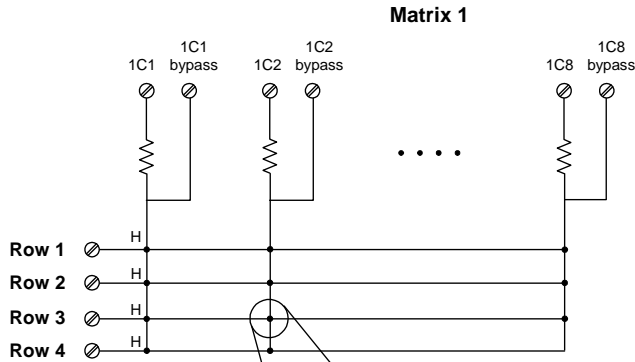 Matrix 1
1C1
1C1
bypass
1C2
1C2
bypass
1C8
1C8
bypass
H
Row 1
H
Row 2
H
Row 3
H
Row 4